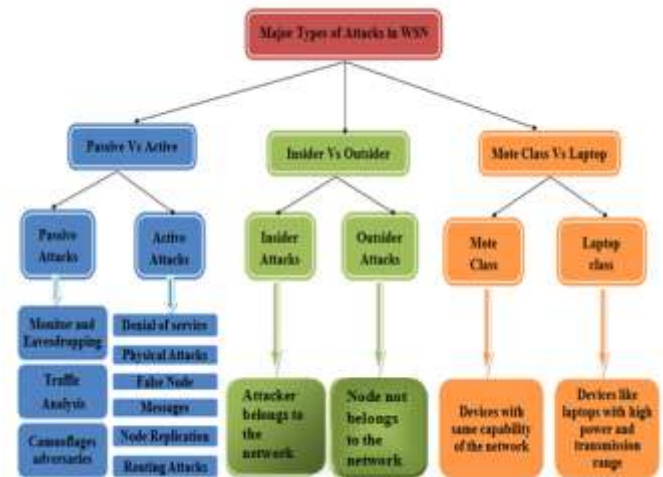 Major Types of Attacks in WSN
Passive Vs Active
Insider Vs Outsider
Mote Class Vs Laptop
Passive
Attacks
Active
Attacks
Insider
Attacks
Outsider
Attacks
Mote
Class
Laptop
class
Monitor and
Eavesdropping
Traffic
Analysis
Camouflages
adversaries
Denial of service
Physical Attacks
False Node
Messages
Node Replication
Routing Attacks
Attacker
belongs to
the
network
Node not
belongs
to the
network
Devices with
same capability
of the network
Devices like
laptops with high
power and
transmission
range